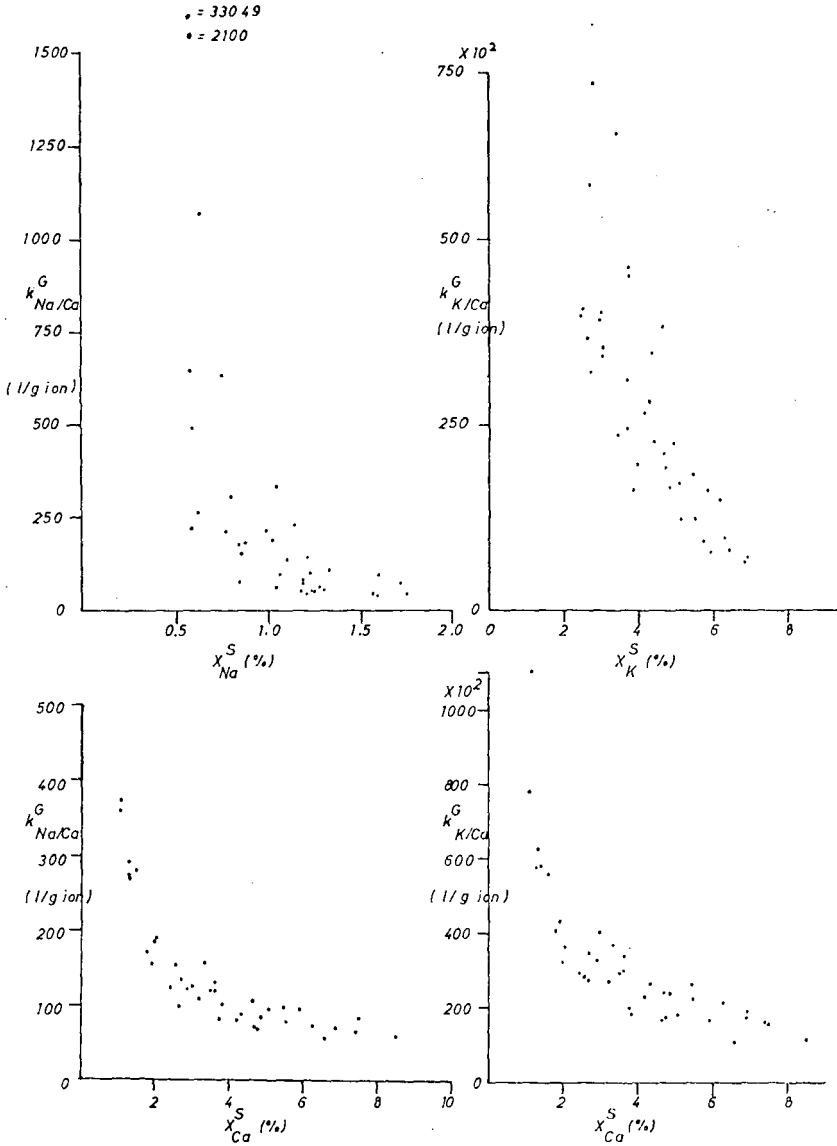 • = 33049
• = 2100
1500
1250
1000
k^G_Na/Ca
750
(l/g ion)
500
250
0
0.5
1.0
1.5
2.0
X^S_Na (%)
X10^2
750
500
k^G_K/Ca
(l/g ion)
250
0
0
2
4
6
8
X^S_K (%)
500
400
k^G_Na/Ca
300
(l/g ion)
200
100
0
2
4
6
8
10
X^S_Ca (%)
X10^2
1000
800
k^G_K/Ca
600
(l/g ion)
400
200
0
2
4
6
8
X^S_Ca (%)